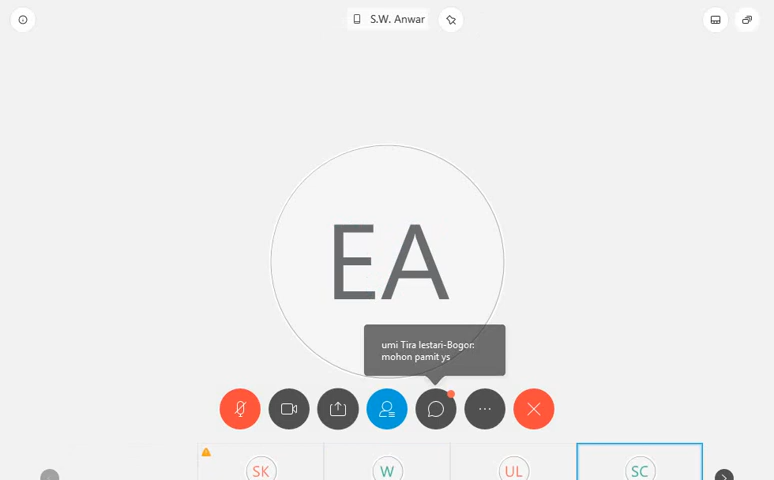 S.W. Anwar
EA
umi Tira lestari-Bogor:
mohon pamit ys
SK
W
UL
SC